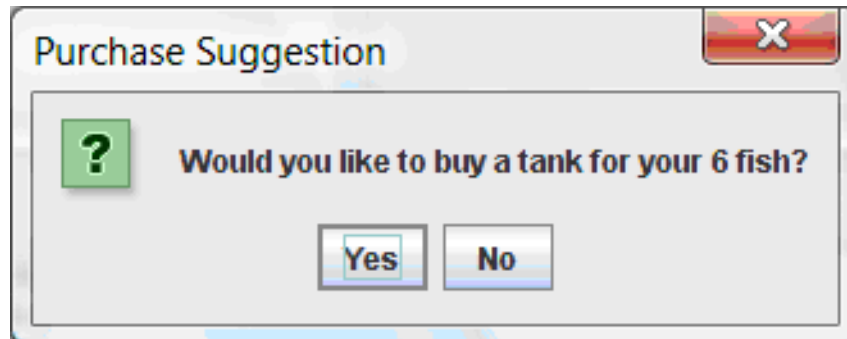 Purchase Suggestion
?
Would you like to buy a tank for your 6 fish?
Yes No